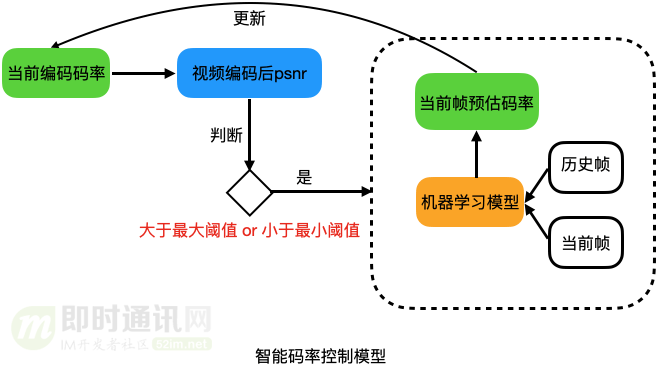 更新
当前编码码率
视频编码后psnr
当前帧预估码率
判断
历史帧
是
机器学习模型
大于最大阈值 or 小于最小阈值
当前帧
即时通讯网
IM开发者社区 52im.net
智能码率控制模型